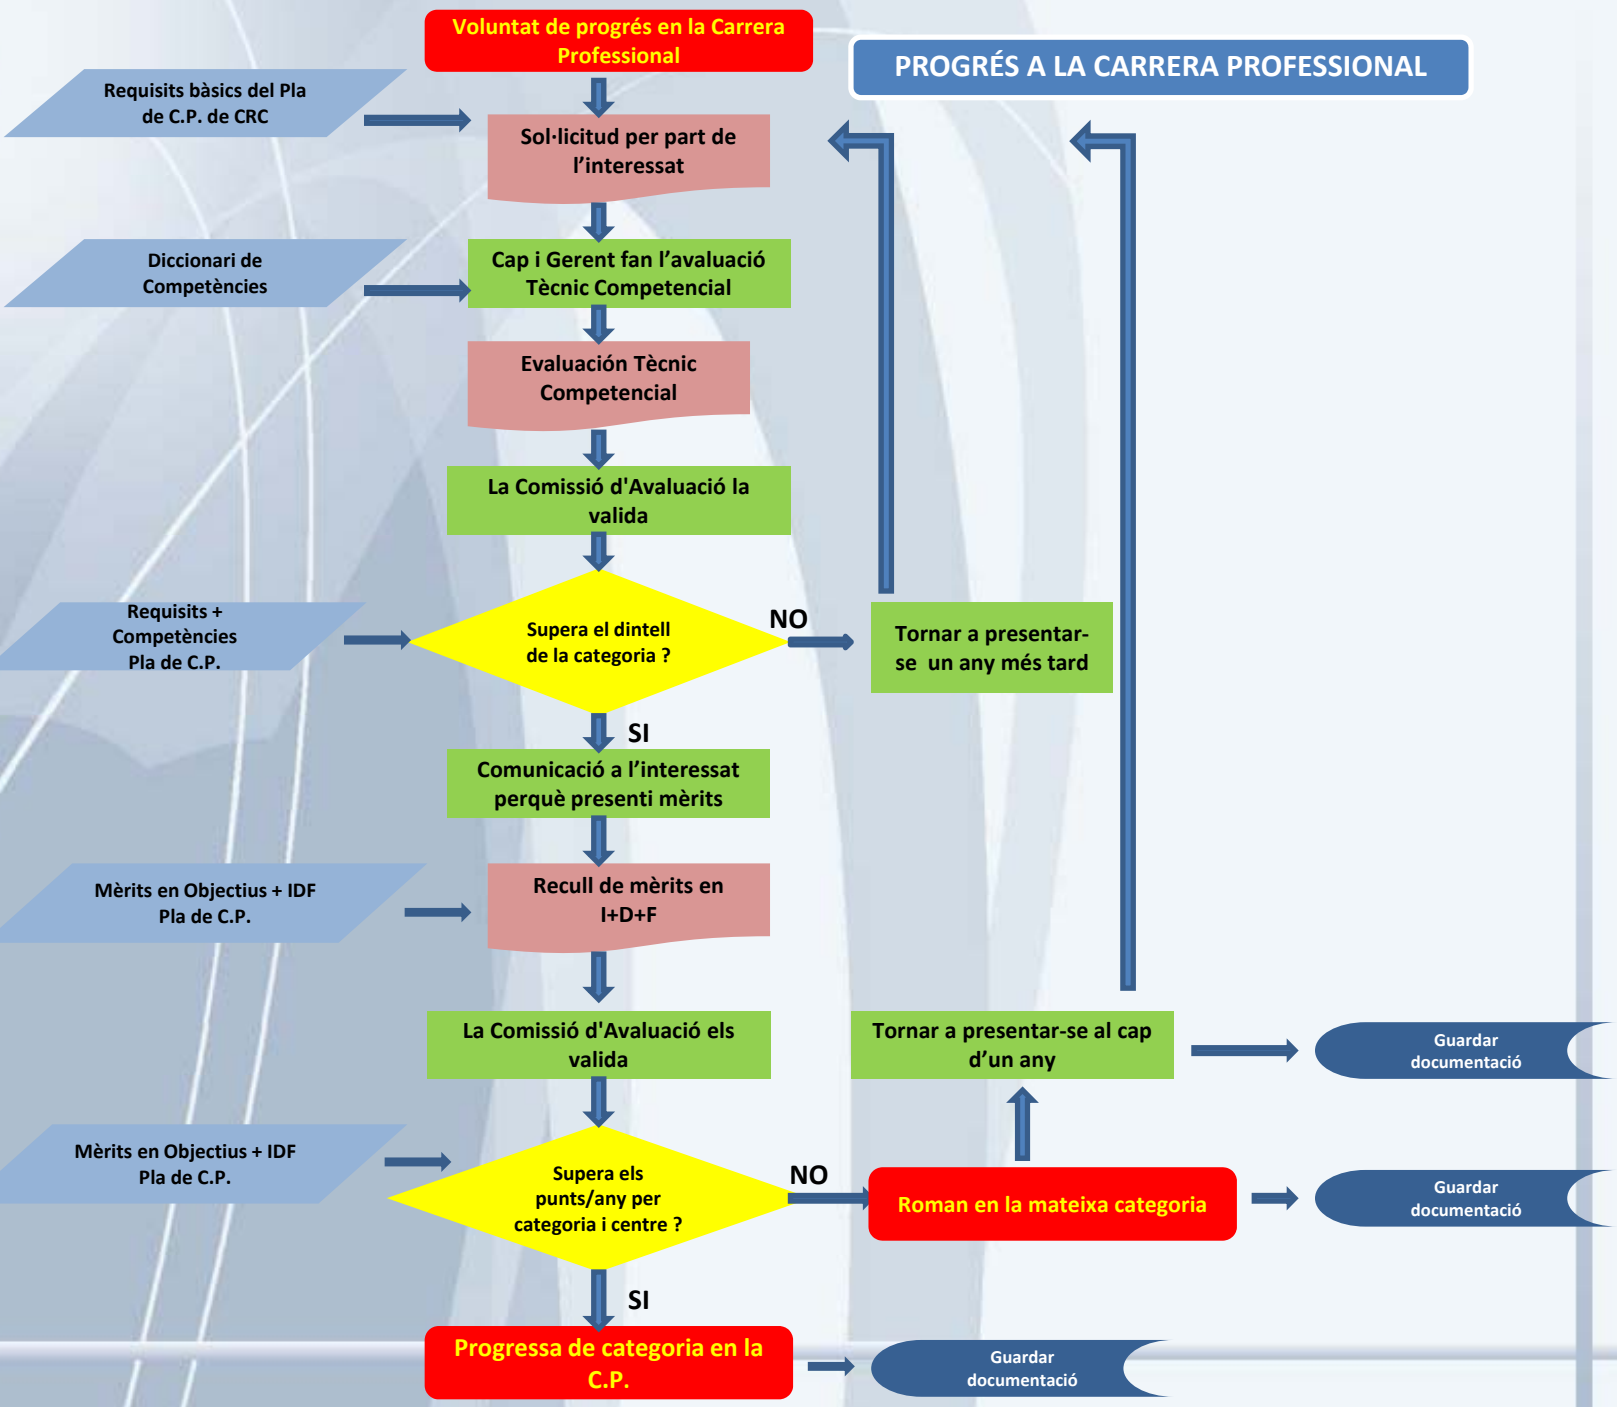 Voluntat de progrés en la Carrera
Professional
PROGRÉS A LA CARRERA PROFESSIONAL
Requisits bàsics del Pla
de C.P. de CRC
Sol·licitud per part de
l’interessat
Diccionari de
Competències
Cap i Gerent fan l’avaluació
Tècnic Competencial
Evaluación Tècnic
Competencial
La Comissió d'Avaluació la
valida
Requisits +
Competències
Pla de C.P.
Supera el dintell
de la categoria ?
NO
Tornar a presentar-
se un any més tard
SI
Comunicació a l’interessat
perquè presenti mèrits
Mèrits en Objectius + IDF
Pla de C.P.
Recull de mèrits en
I+D+F
La Comissió d'Avaluació els
valida
Tornar a presentar-se al cap
d’un any
Guardar
documentació
Mèrits en Objectius + IDF
Pla de C.P.
Supera els
punts/any per
categoria i centre ?
NO
Roman en la mateixa categoria
Guardar
documentació
SI
Progressa de categoria en la
C.P.
Guardar
documentació